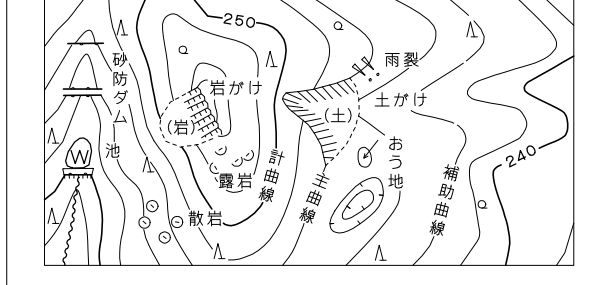 250
雨裂
砂防ダム
岩がけ
土がけ
(岩)
(土)
W
池
おう地
240
露岩
計曲線
主曲線
補助曲線
散岩